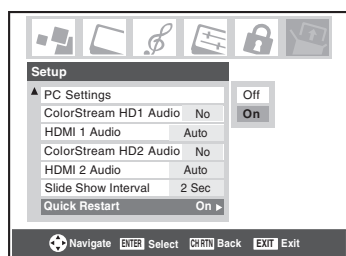 Setup
PC Settings
Off
ColorStream HD1 Audio No
On
HDMI 1 Audio Auto
ColorStream HD2 Audio No
HDMI 2 Audio Auto
Slide Show Interval 2 Sec
Quick Restart On
Navigate ENTER Select CH RTN Back EXIT Exit